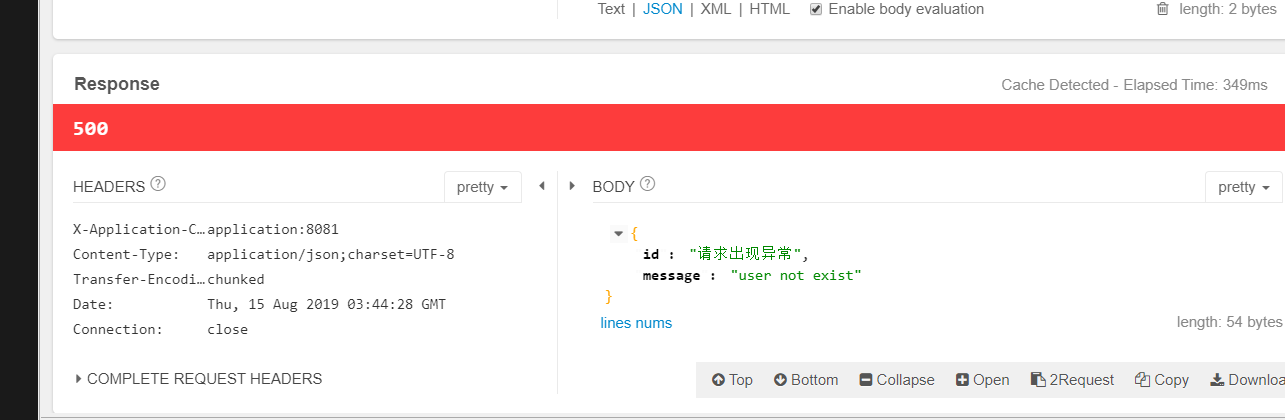 Text | JSON | XML | HTML Enable body evaluation length: 2 bytes
Response Cache Detected - Elapsed Time: 349ms
500
HEADERS ? pretty BODY ? pretty
X-Application-C… application:8081
Content-Type: application/json;charset=UTF-8
Transfer-Encodi… chunked
Date: Thu, 15 Aug 2019 03:44:28 GMT
Connection: close
{
id : "请求出现异常",
message : "user not exist"
}
lines nums length: 54 bytes
COMPLETE REQUEST HEADERS
Top Bottom Collapse Open 2Request Copy Downloa